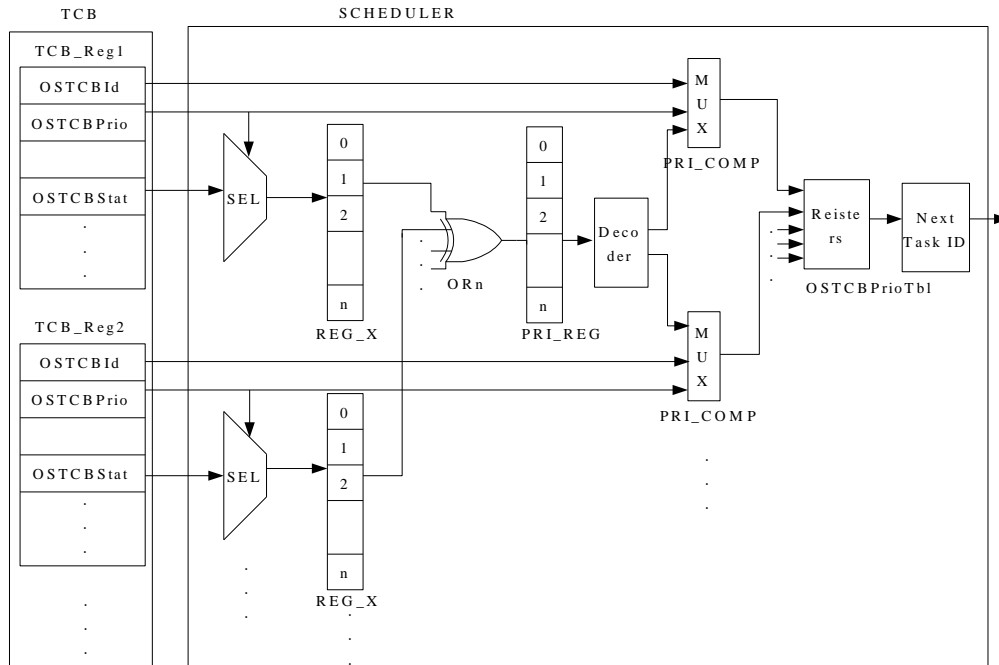 TCB
SCHEDULER
TCB_Reg1
OSTCBId
OSTCBPrio
OSTCBStat
SEL
0
1
2
n
REG_X
ORn
0
1
2
n
PRI_REG
Deco
der
M
U
X
PRI_COMP
Reiste
rs
OSTCBPrioTbl
Next
Task ID
TCB_Reg2
OSTCBId
OSTCBPrio
OSTCBStat
SEL
0
1
2
n
REG_X
M
U
X
PRI_COMP